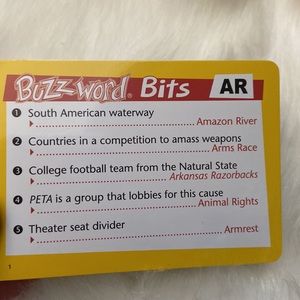 Buzzword® Bits AR
1 South American waterway
Amazon River
2 Countries in a competition to amass weapons
Arms Race
3 College football team from the Natural State
Arkansas Razorbacks
4 PETA is a group that lobbies for this cause
Animal Rights
5 Theater seat divider
Armrest
1